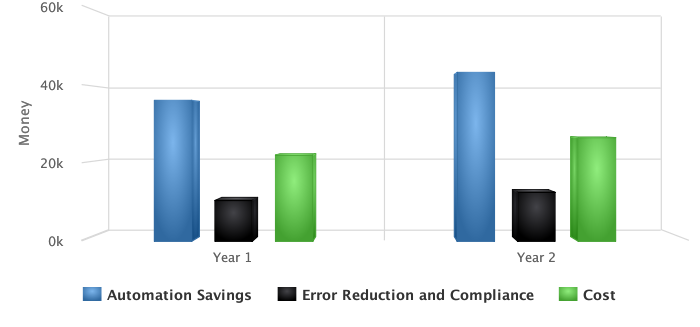 60k
40k
20k
0k
Money
Year 1 Year 2
Automation Savings Error Reduction and Compliance Cost